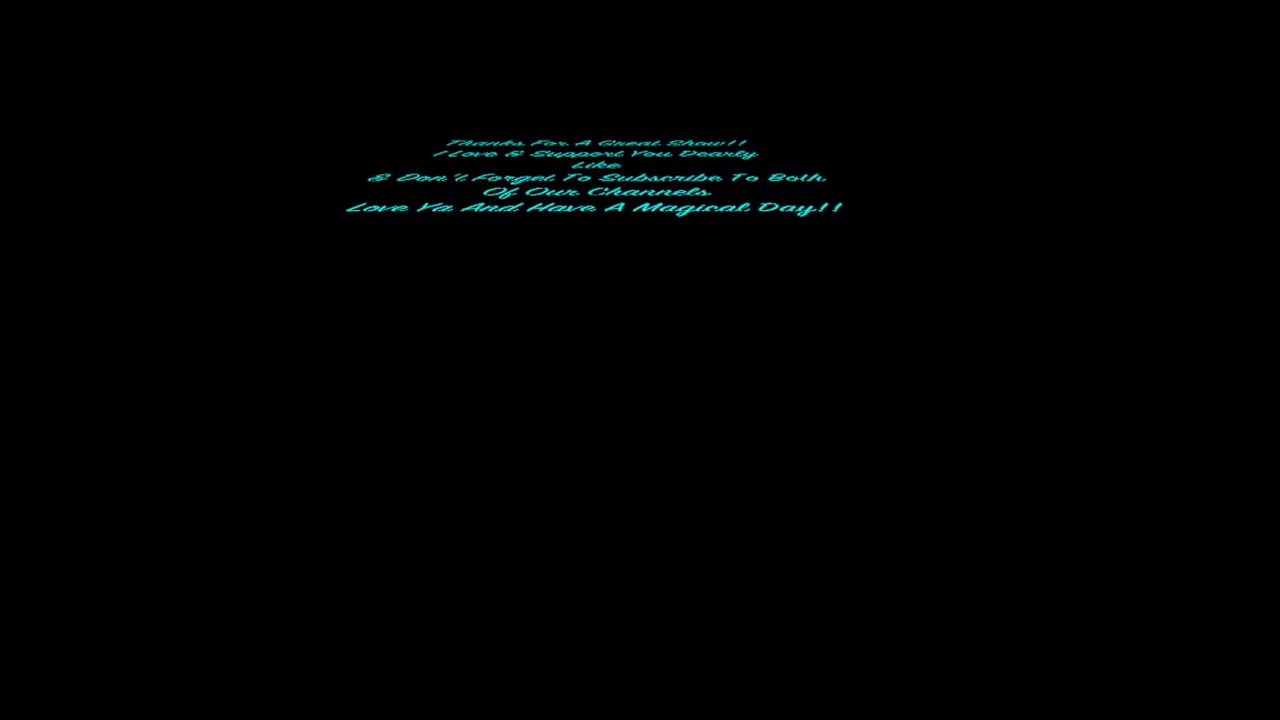 Thanks For A Great Show!!
I Love & Support You Dearly
Like
& Don't Forget To Subscribe To Both
Of Our Channels
Love Ya And Have A Magical Day!!